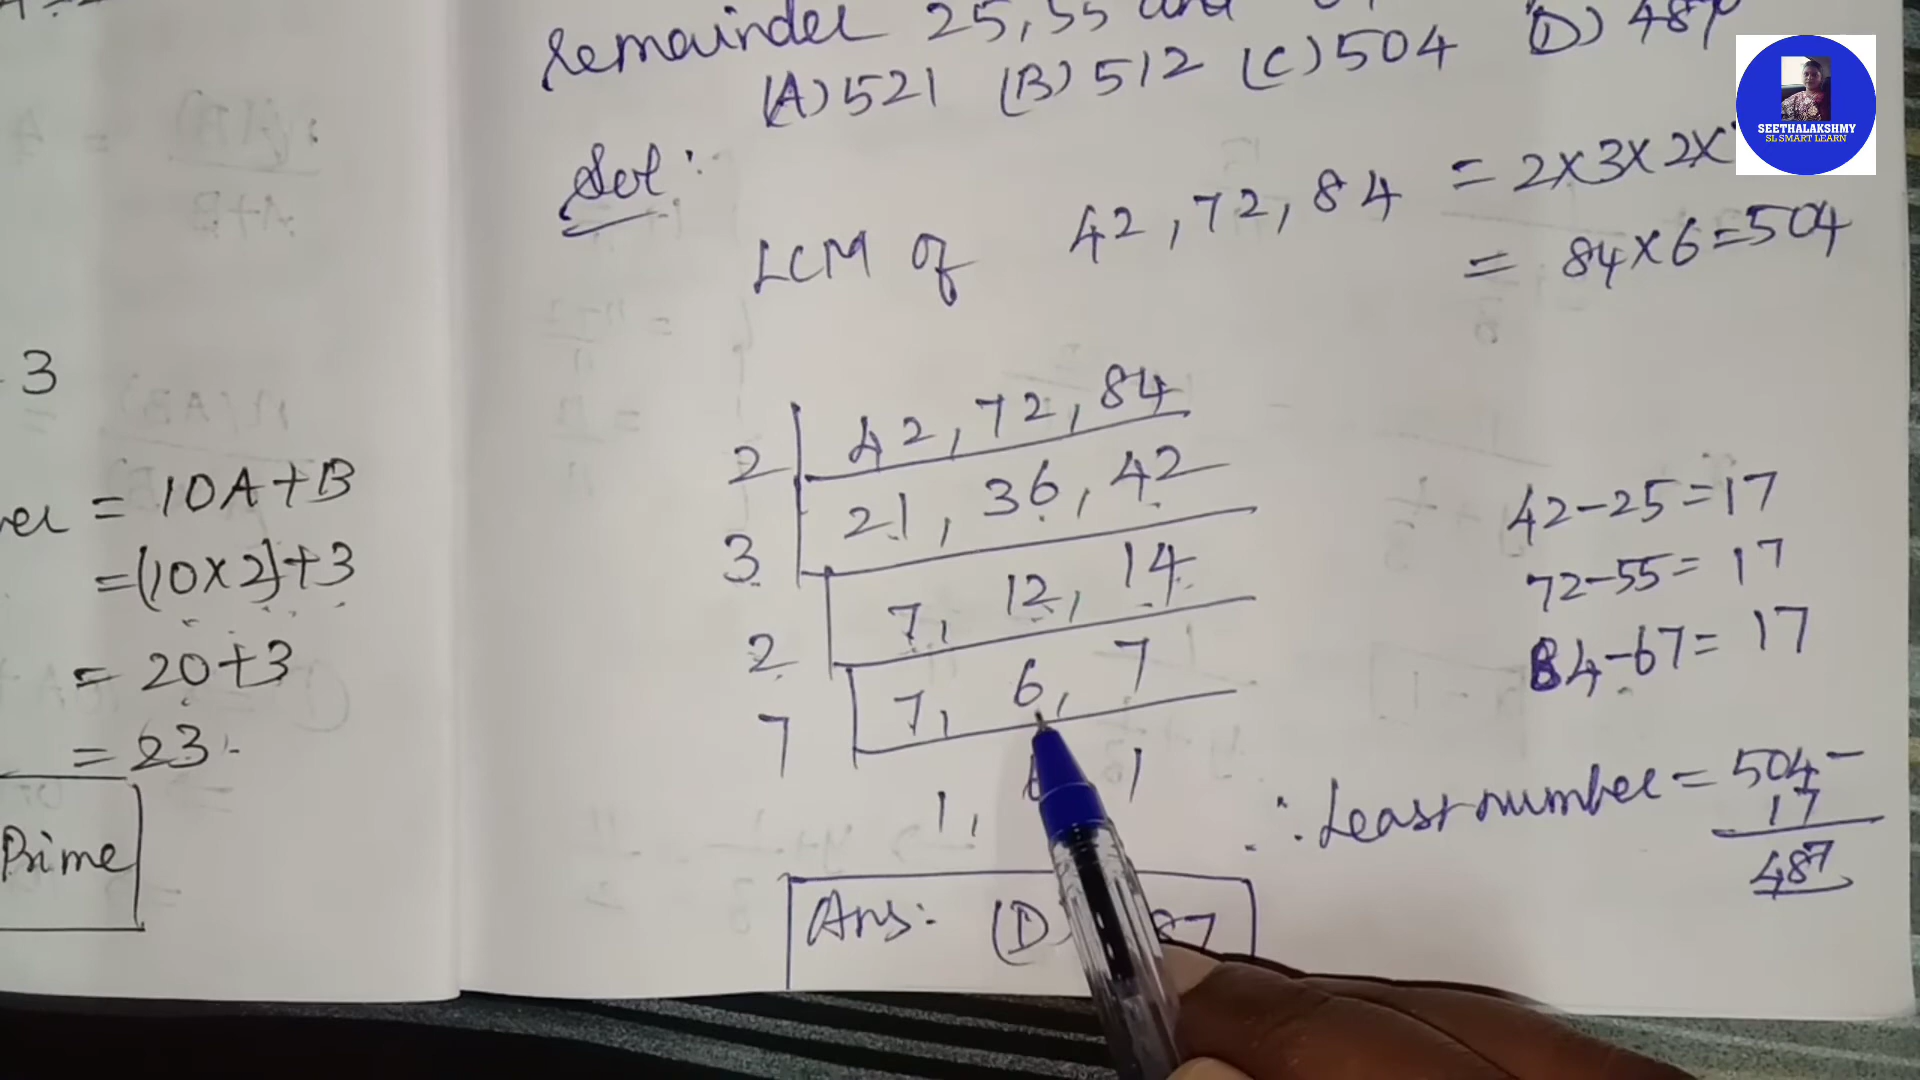 remainder 25, 55 and
(A) 521 (B) 512 (C) 504 (D) 487
SEETHALAKSHMY
SL SMART LEARN
Sol:
LCM of 42, 72, 84 = 2×3×2×
= 84×6=504
2 42, 72, 84
3 21, 36, 42
2 7, 12, 14
7 7, 6, 7
1, 1
42-25=17
72-55=17
84-67=17
∴ Least number = 504-
17
487
Ans: (D) 87
3
= 10A+B
=(10×2)+3
= 20+3
= 23
Prime